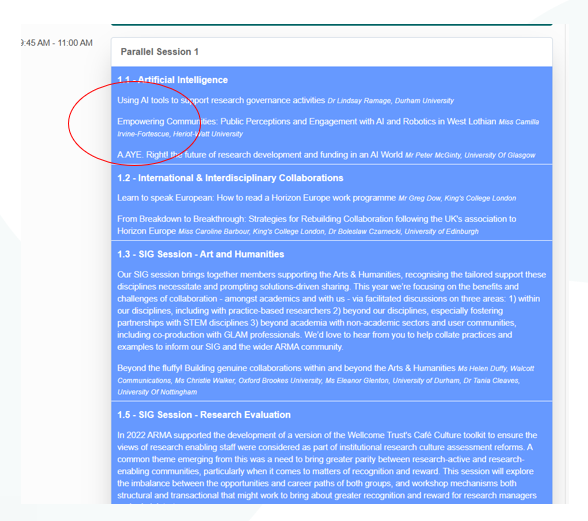 9:45 AM - 11:00 AM
Parallel Session 1
1.1 - Artificial Intelligence
Using AI tools to support research governance activities Dr Lindsay Ramage, Durham University
Empowering Communities: Public Perceptions and Engagement with AI and Robotics in West Lothian Miss Camilla
Irvine-Fortescue, Heriot-Watt University
A.AYE. Right! the future of research development and funding in an AI World Mr Peter McGinty, University Of Glasgow
1.2 - International & Interdisciplinary Collaborations
Learn to speak European: How to read a Horizon Europe work programme Mr Greg Dow, King's College London
From Breakdown to Breakthrough: Strategies for Rebuilding Collaboration following the UK's association to
Horizon Europe Miss Caroline Barbour, King's College London, Dr Boleslaw Czarnecki, University of Edinburgh
1.3 - SIG Session - Art and Humanities
Our SIG session brings together members supporting the Arts & Humanities, recognising the tailored support these
disciplines necessitate and prompting solutions-driven sharing. This year we're focusing on the benefits and
challenges of collaboration - amongst academics and with us - via facilitated discussions on three areas: 1) within
our disciplines, including with practice-based researchers 2) beyond our disciplines, especially fostering
partnerships with STEM disciplines 3) beyond academia with non-academic sectors and user communities,
including co-production with GLAM professionals. We'd love to hear from you to help collate practices and
examples to inform our SIG and the wider ARMA community.
Beyond the fluffy! Building genuine collaborations within and beyond the Arts & Humanities Ms Helen Duffy, Walcott
Communications, Ms Christie Walker, Oxford Brookes University, Ms Eleanor Glenton, University of Durham, Dr Tania Cleaves,
University Of Nottingham
1.5 - SIG Session - Research Evaluation
In 2022 ARMA supported the development of a version of the Wellcome Trust's Café Culture toolkit to ensure the
views of research enabling staff were considered as part of institutional research culture assessment reforms. A
common theme emerging from this was a need to bring greater parity between research-active and research-
enabling communities, particularly when it comes to matters of recognition and reward. This session will explore
the imbalance between the opportunities and career paths of both groups, and workshop mechanisms both
structural and transactional that might work to bring about greater recognition and reward for research managers